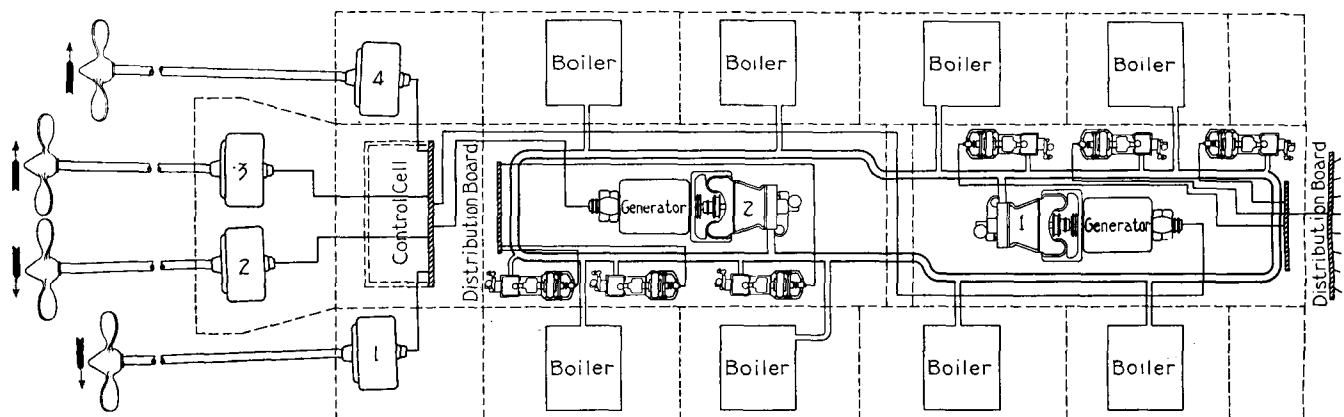 4
3
2
1
Control Cell
Distribution Board
Boiler
Boiler
Boiler
Boiler
Generator
2
1
Generator
Distribution Board
Boiler
Boiler
Boiler
Boiler